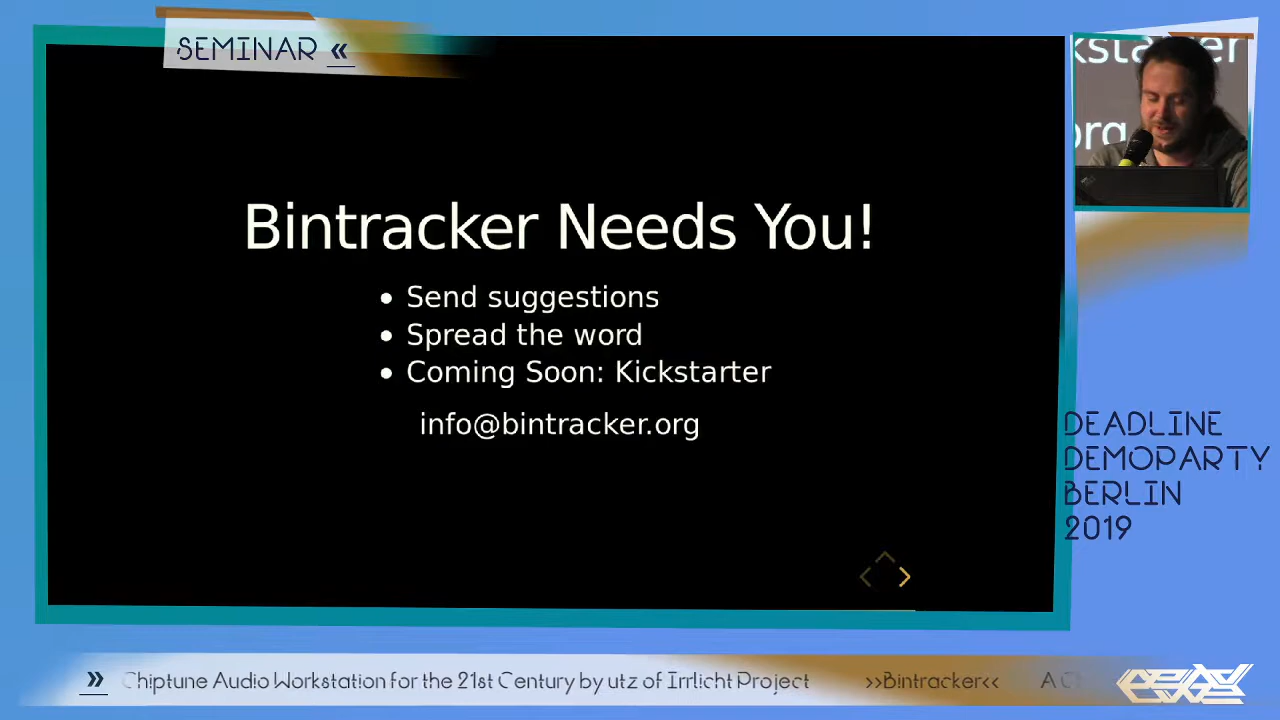 SEMINAR «
Bintracker Needs You!
• Send suggestions
• Spread the word
• Coming Soon: Kickstarter
info@bintracker.org
DEADLINE
DEMOPARTY
BERLIN
2019
» Chiptune Audio Workstation for the 21st Century by utz of Irrlicht Project >>Bintracker<< A C